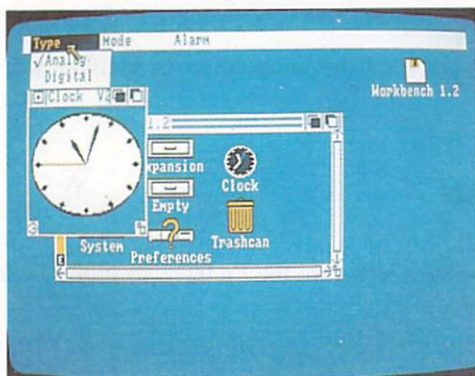 Type Mode Alarm
✓Analog
Digital
Workbench 1.2
Clock
1.2
xpansion
Clock
Empty
Trashcan
System
Preferences